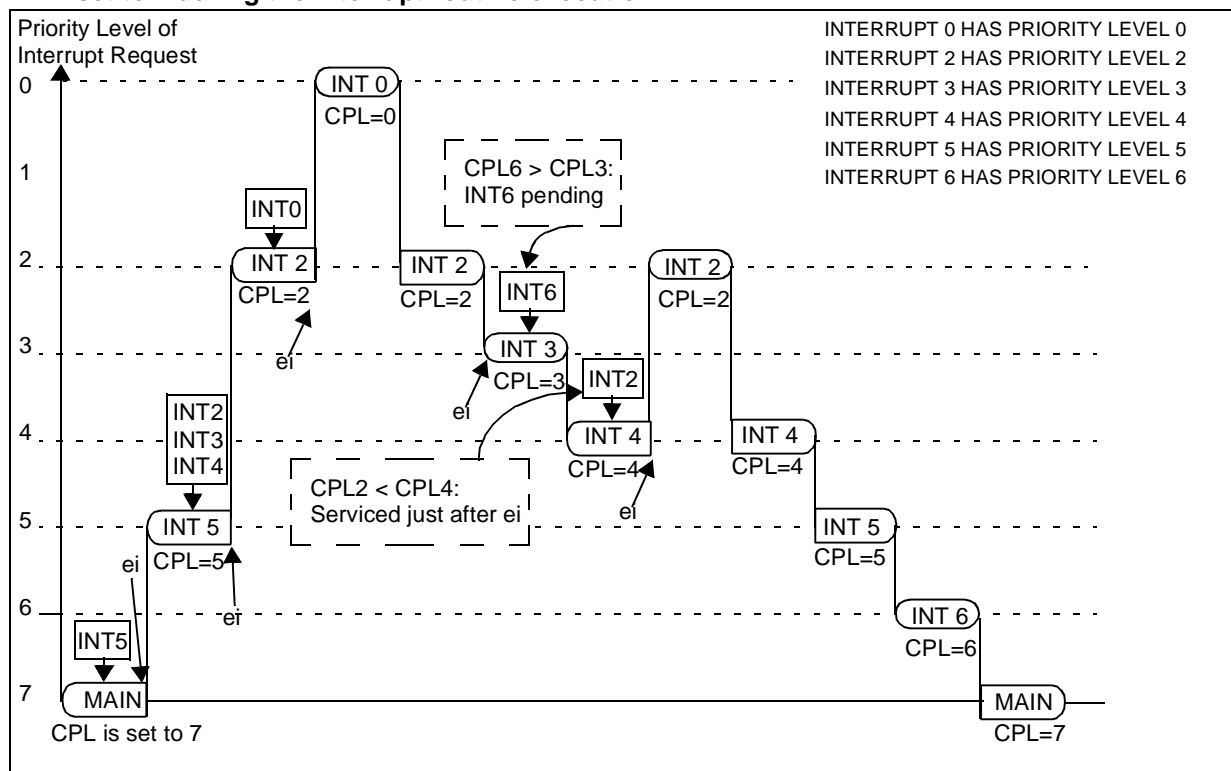 Priority Level of
Interrupt Request
INTERRUPT 0 HAS PRIORITY LEVEL 0
INTERRUPT 2 HAS PRIORITY LEVEL 2
INTERRUPT 3 HAS PRIORITY LEVEL 3
INTERRUPT 4 HAS PRIORITY LEVEL 4
INTERRUPT 5 HAS PRIORITY LEVEL 5
INTERRUPT 6 HAS PRIORITY LEVEL 6
0
INT 0
CPL=0
1
CPL6 > CPL3:
INT6 pending
INT0
2
INT 2
CPL=2
ei
INT 2
CPL=2
INT6
INT 2
CPL=2
3
INT 3
CPL=3
ei
INT2
INT2
INT3
INT4
4
INT 4
CPL=4
ei
INT 4
CPL=4
CPL2 < CPL4:
Serviced just after ei
5
INT 5
CPL=5
ei
ei
INT 5
CPL=5
6
INT5
INT 6
CPL=6
7
MAIN
CPL is set to 7
MAIN
CPL=7